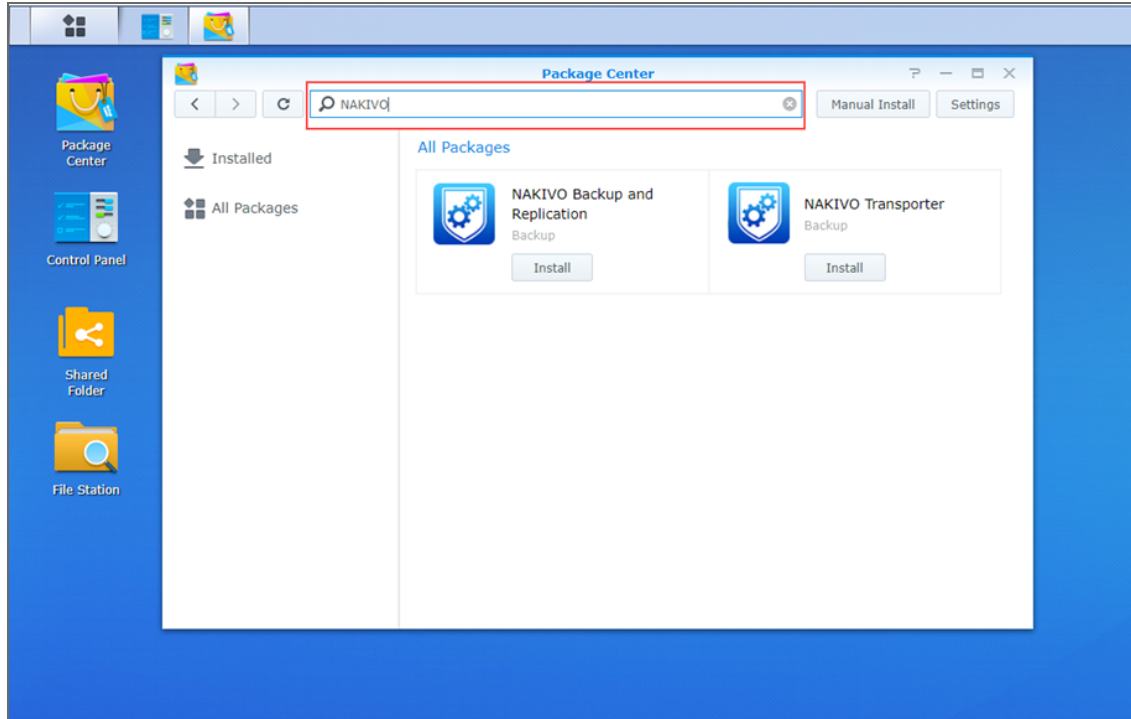 Package Center
NAKIVO
Manual Install
Settings
Package
Center
Control Panel
Shared
Folder
File Station
Installed
All Packages
All Packages
NAKIVO Backup and
Replication
Backup
Install
NAKIVO Transporter
Backup
Install